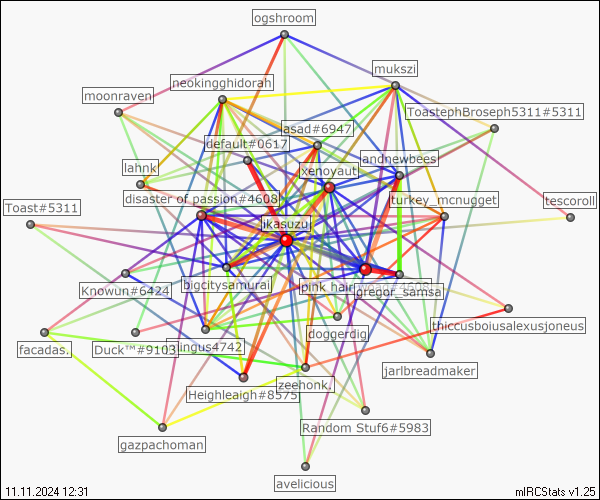 ogshroom
mukszi
neokingghidorah
moonraven
ToastephBroseph5311#5311
asad#6947
default#0617
andnewbees
lahnk
xenoyaut
disaster of passion#4608
turkey_mcnugget
tescoroll
Toast#5311
jkasuzu
Knowun#6424
bigcitysamurai
pink hair
gregor_samsa
thiccusboiusalexusjoneus
doggerdig
facadas.
Duck™#9103
lingus4742
jarlbreadmaker
Heighleigh#8575
zeehonk.
Random Stuf6#5983
gazpachoman
avelicious
11.11.2024 12:31
mIRCStats v1.25